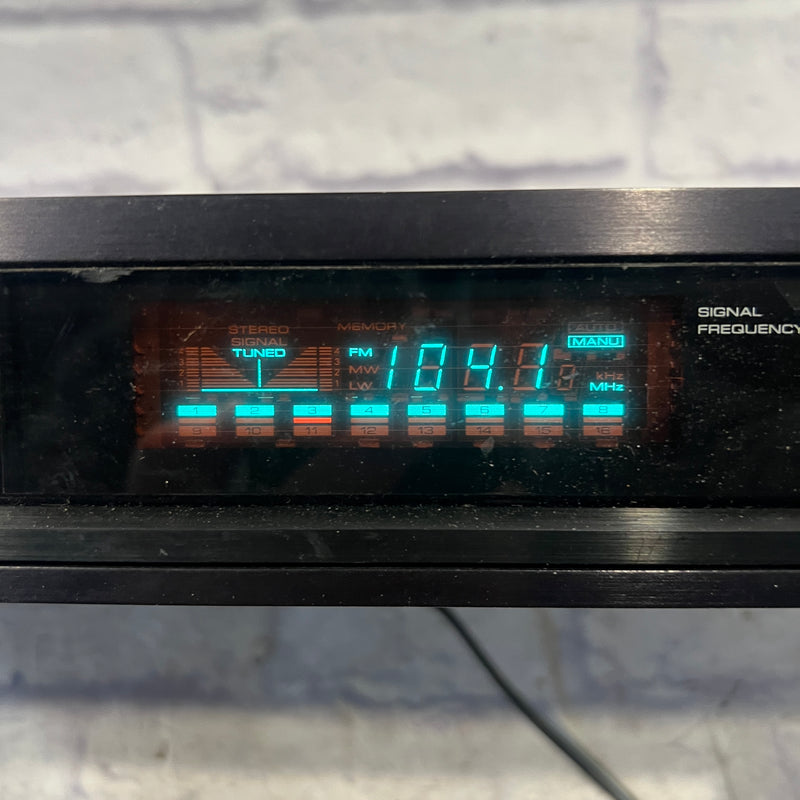 STEREO
SIGNAL
TUNED
MEMORY
FM
MW
LW
104.1
AUTO
MANU
kHz
MHz
1 2 3 4 5 6 7 8
9 10 11 12 13 14 15 16
SIGNAL
FREQUENCY